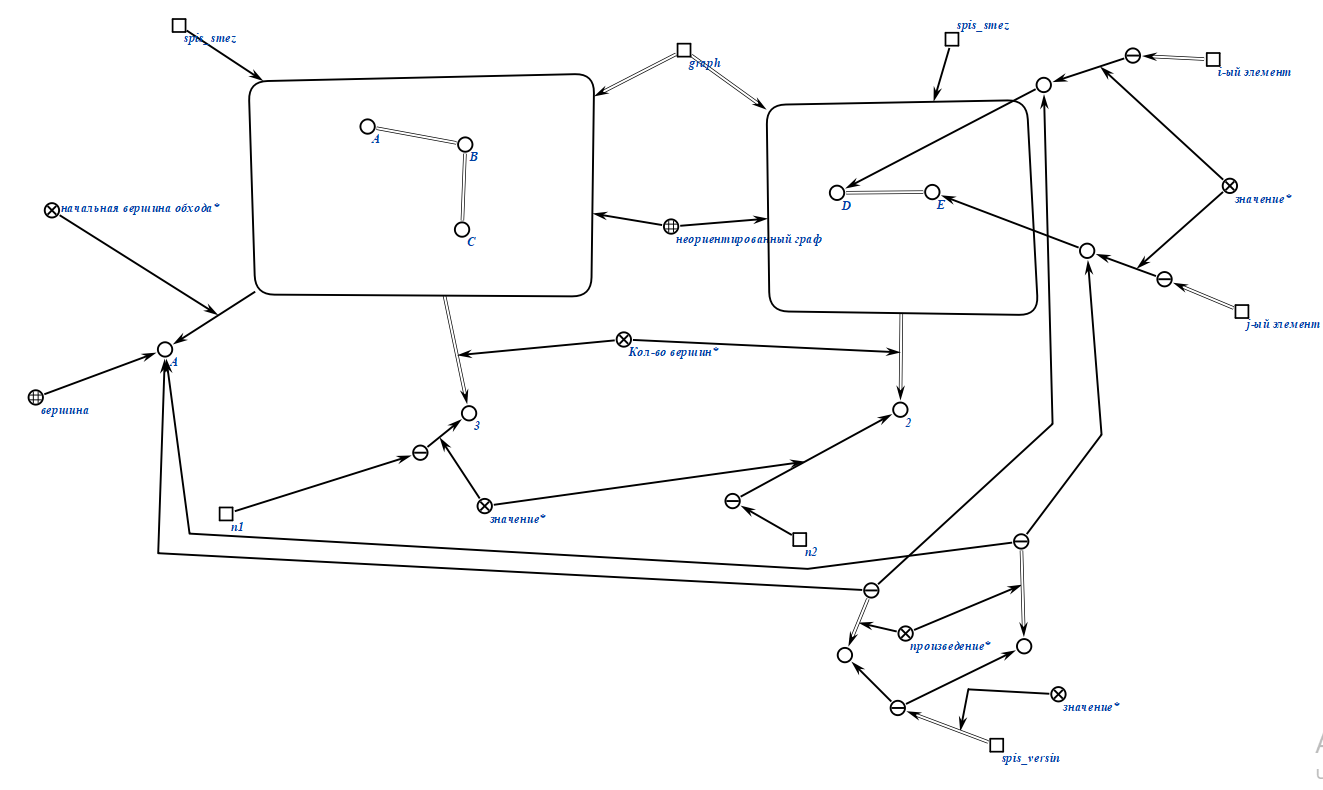 spis_smez
graph
spis_smez
i-ый элемент
A
B
C
D
E
начальная вершина обхода*
значение*
неориентированный граф
j-ый элемент
Кол-во вершин*
A
вершина
3
2
n1
значение*
n2
произведение*
значение*
spis_versin